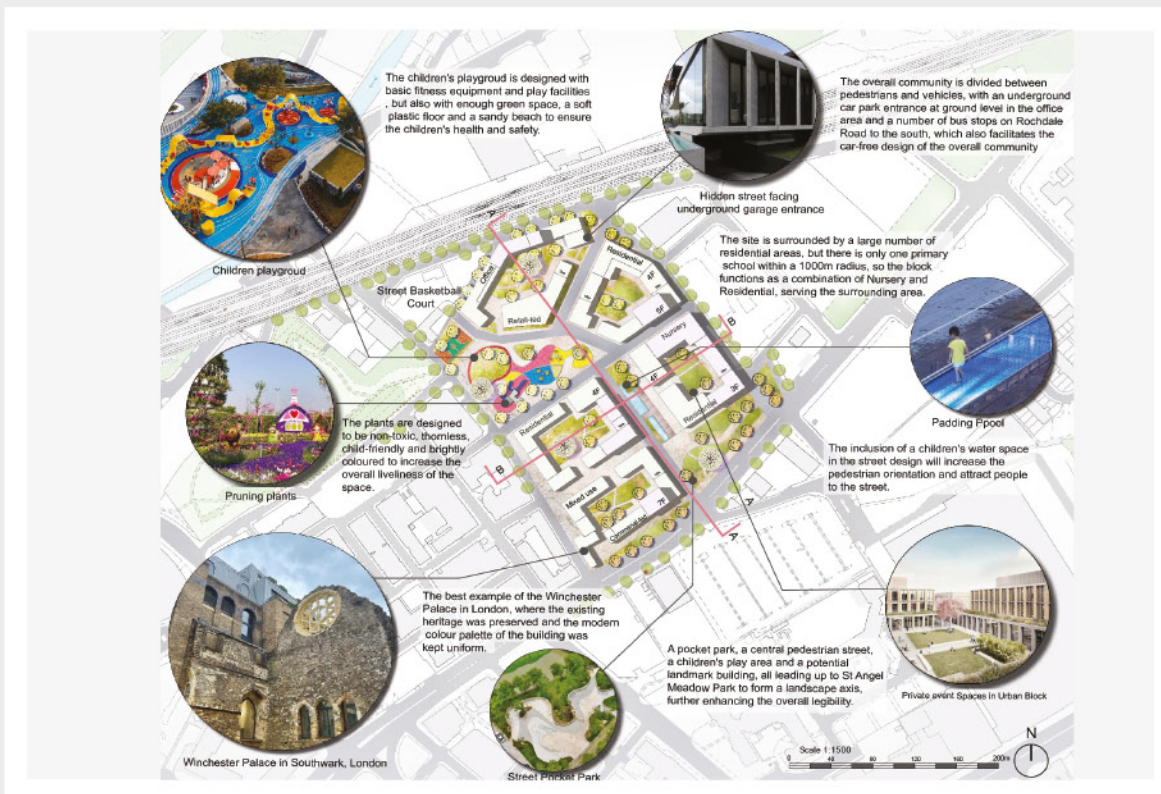 The children's playgroud is designed with
basic fitness equipment and play facilities
, but also with enough green space, a soft
plastic floor and a sandy beach to ensure
the children's health and safety.
Children playgroud
Hidden street facing
underground garage entrance
The overall community is divided between
pedestrians and vehicles, with an underground
car park entrance at ground level in the office
area and a number of bus stops on Rochdale
Road to the south, which also facilitates the
car-free design of the overall community
The site is surrounded by a large number of
residential areas, but there is only one primary
school within a 1000m radius, so the block
functions as a combination of Nursery and
Residential, serving the surrounding area.
Street Basketball
Court
A
Office
Retail-led
Residential
4F
5F
Nursery
B
4F
3F
Residential
4F
Residential
B
Mixed use
7F
A
A
Padding Ppool
The inclusion of a children's water space
in the street design will increase the
pedestrian orientation and attract people
to the street.
The plants are designed
to be non-toxic, thornless,
child-friendly and brightly
coloured to increase the
overall liveliness of the
space.
Pruning plants
The best example of the Winchester
Palace in London, where the existing
heritage was preserved and the modern
colour palette of the building was
kept uniform.
Winchester Palace in Southwark, London
Street Pocket Park
A pocket park, a central pedestrian street,
a children's play area and a potential
landmark building, all leading up to St Angel
Meadow Park to form a landscape axis,
further enhancing the overall legibility.
Private event Spaces in Urban Block
Scale 1:1500
0 40 80 120 160 200m
N